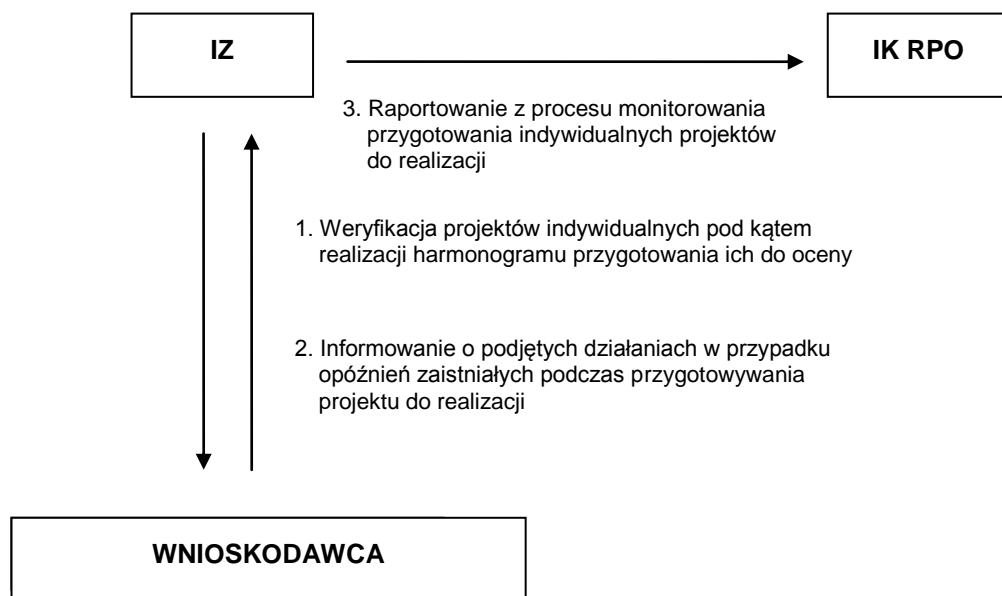 IZ
IK RPO
3. Raportowanie z procesu monitorowania
przygotowania indywidualnych projektów
do realizacji
1. Weryfikacja projektów indywidualnych pod kątem
realizacji harmonogramu przygotowania ich do oceny
2. Informowanie o podjętych działaniach w przypadku
opóźnień zaistniałych podczas przygotowywania
projektu do realizacji
WNIOSKODAWCA